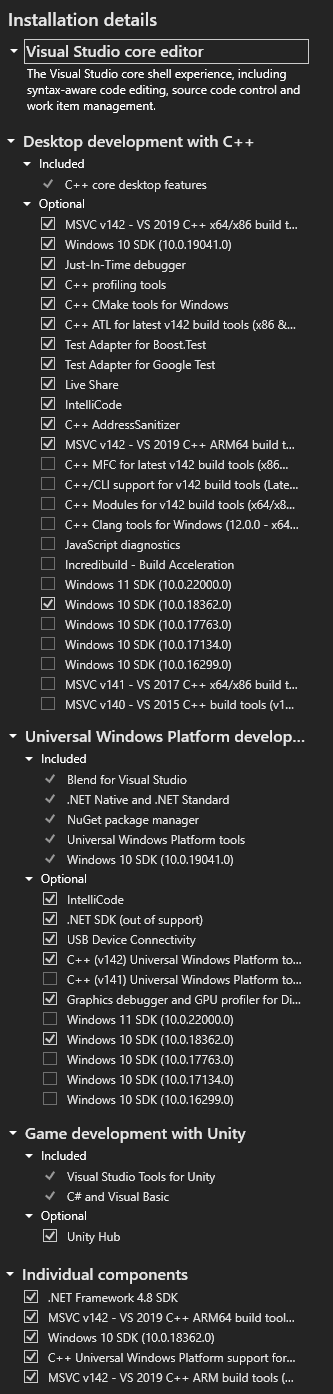 Installation details
Visual Studio core editor
The Visual Studio core shell experience, including
syntax-aware code editing, source code control and
work item management.
Desktop development with C++
Included
C++ core desktop features
Optional
MSVC v142 - VS 2019 C++ x64/x86 build t...
Windows 10 SDK (10.0.19041.0)
Just-In-Time debugger
C++ profiling tools
C++ CMake tools for Windows
C++ ATL for latest v142 build tools (x86 &...
Test Adapter for Boost.Test
Test Adapter for Google Test
Live Share
IntelliCode
C++ AddressSanitizer
MSVC v142 - VS 2019 C++ ARM64 build t...
C++ MFC for latest v142 build tools (x86...
C++/CLI support for v142 build tools (Late...
C++ Modules for v142 build tools (x64/x8...
C++ Clang tools for Windows (12.0.0 - x64...
JavaScript diagnostics
Incredibuild - Build Acceleration
Windows 11 SDK (10.0.22000.0)
Windows 10 SDK (10.0.18362.0)
Windows 10 SDK (10.0.17763.0)
Windows 10 SDK (10.0.17134.0)
Windows 10 SDK (10.0.16299.0)
MSVC v141 - VS 2017 C++ x64/x86 build t...
MSVC v140 - VS 2015 C++ build tools (v1...
Universal Windows Platform develop...
Included
Blend for Visual Studio
.NET Native and .NET Standard
NuGet package manager
Universal Windows Platform tools
Windows 10 SDK (10.0.19041.0)
Optional
IntelliCode
.NET SDK (out of support)
USB Device Connectivity
C++ (v142) Universal Windows Platform to...
C++ (v141) Universal Windows Platform to...
Graphics debugger and GPU profiler for Di...
Windows 11 SDK (10.0.22000.0)
Windows 10 SDK (10.0.18362.0)
Windows 10 SDK (10.0.17763.0)
Windows 10 SDK (10.0.17134.0)
Windows 10 SDK (10.0.16299.0)
Game development with Unity
Included
Visual Studio Tools for Unity
C# and Visual Basic
Optional
Unity Hub
Individual components
.NET Framework 4.8 SDK
MSVC v142 - VS 2019 C++ ARM64 build tool...
Windows 10 SDK (10.0.18362.0)
C++ Universal Windows Platform support for...
MSVC v142 - VS 2019 C++ ARM build tools (...